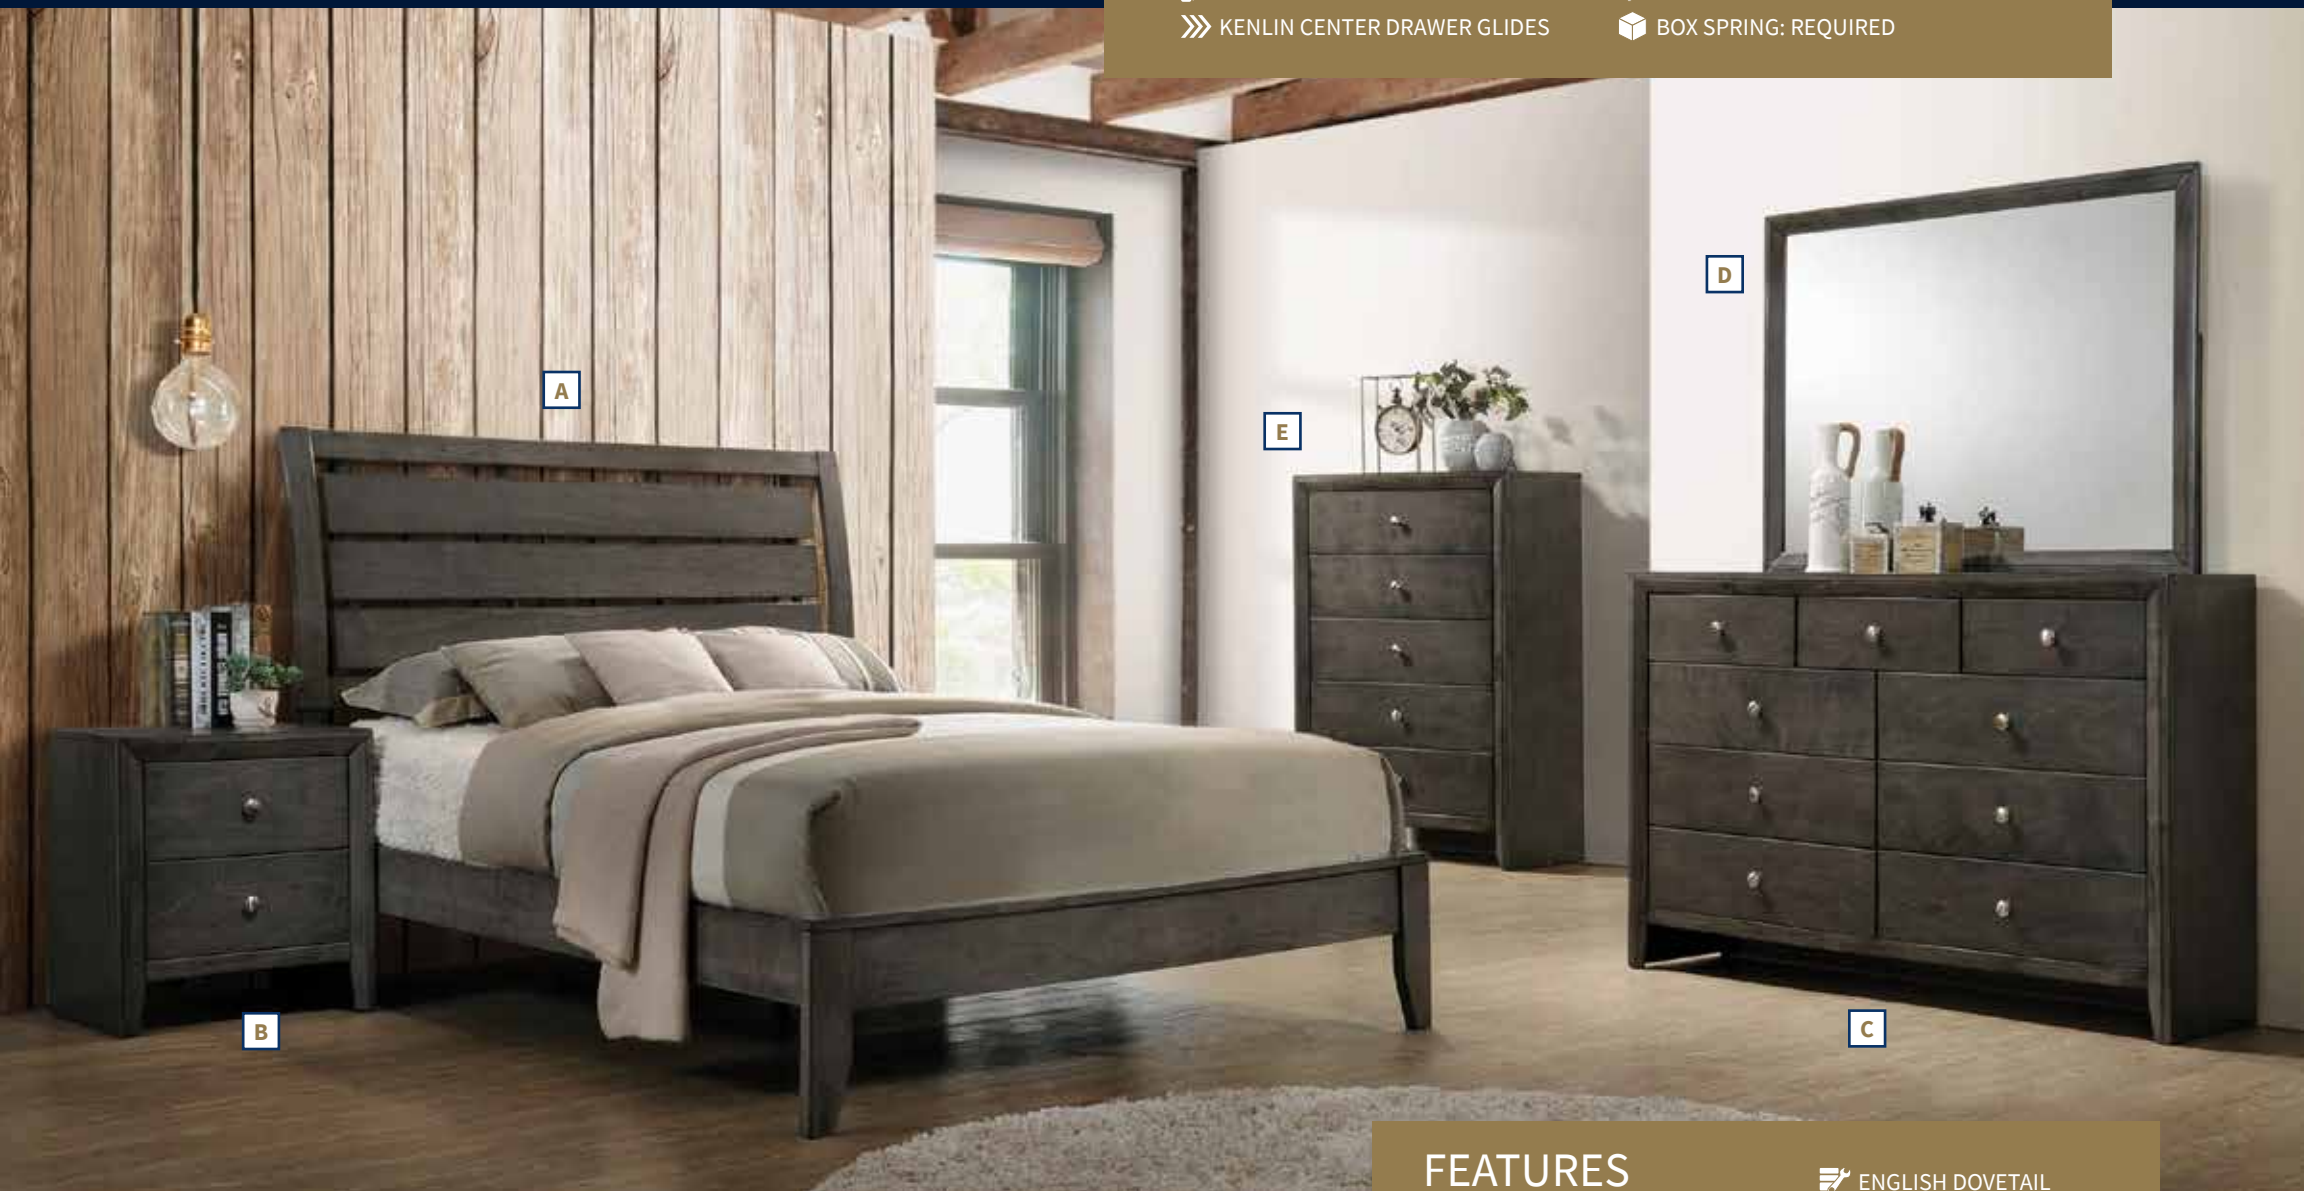 KENLIN CENTER DRAWER GLIDES
BOX SPRING: REQUIRED
D
A
E
B
C
FEATURES
ENGLISH DOVETAIL